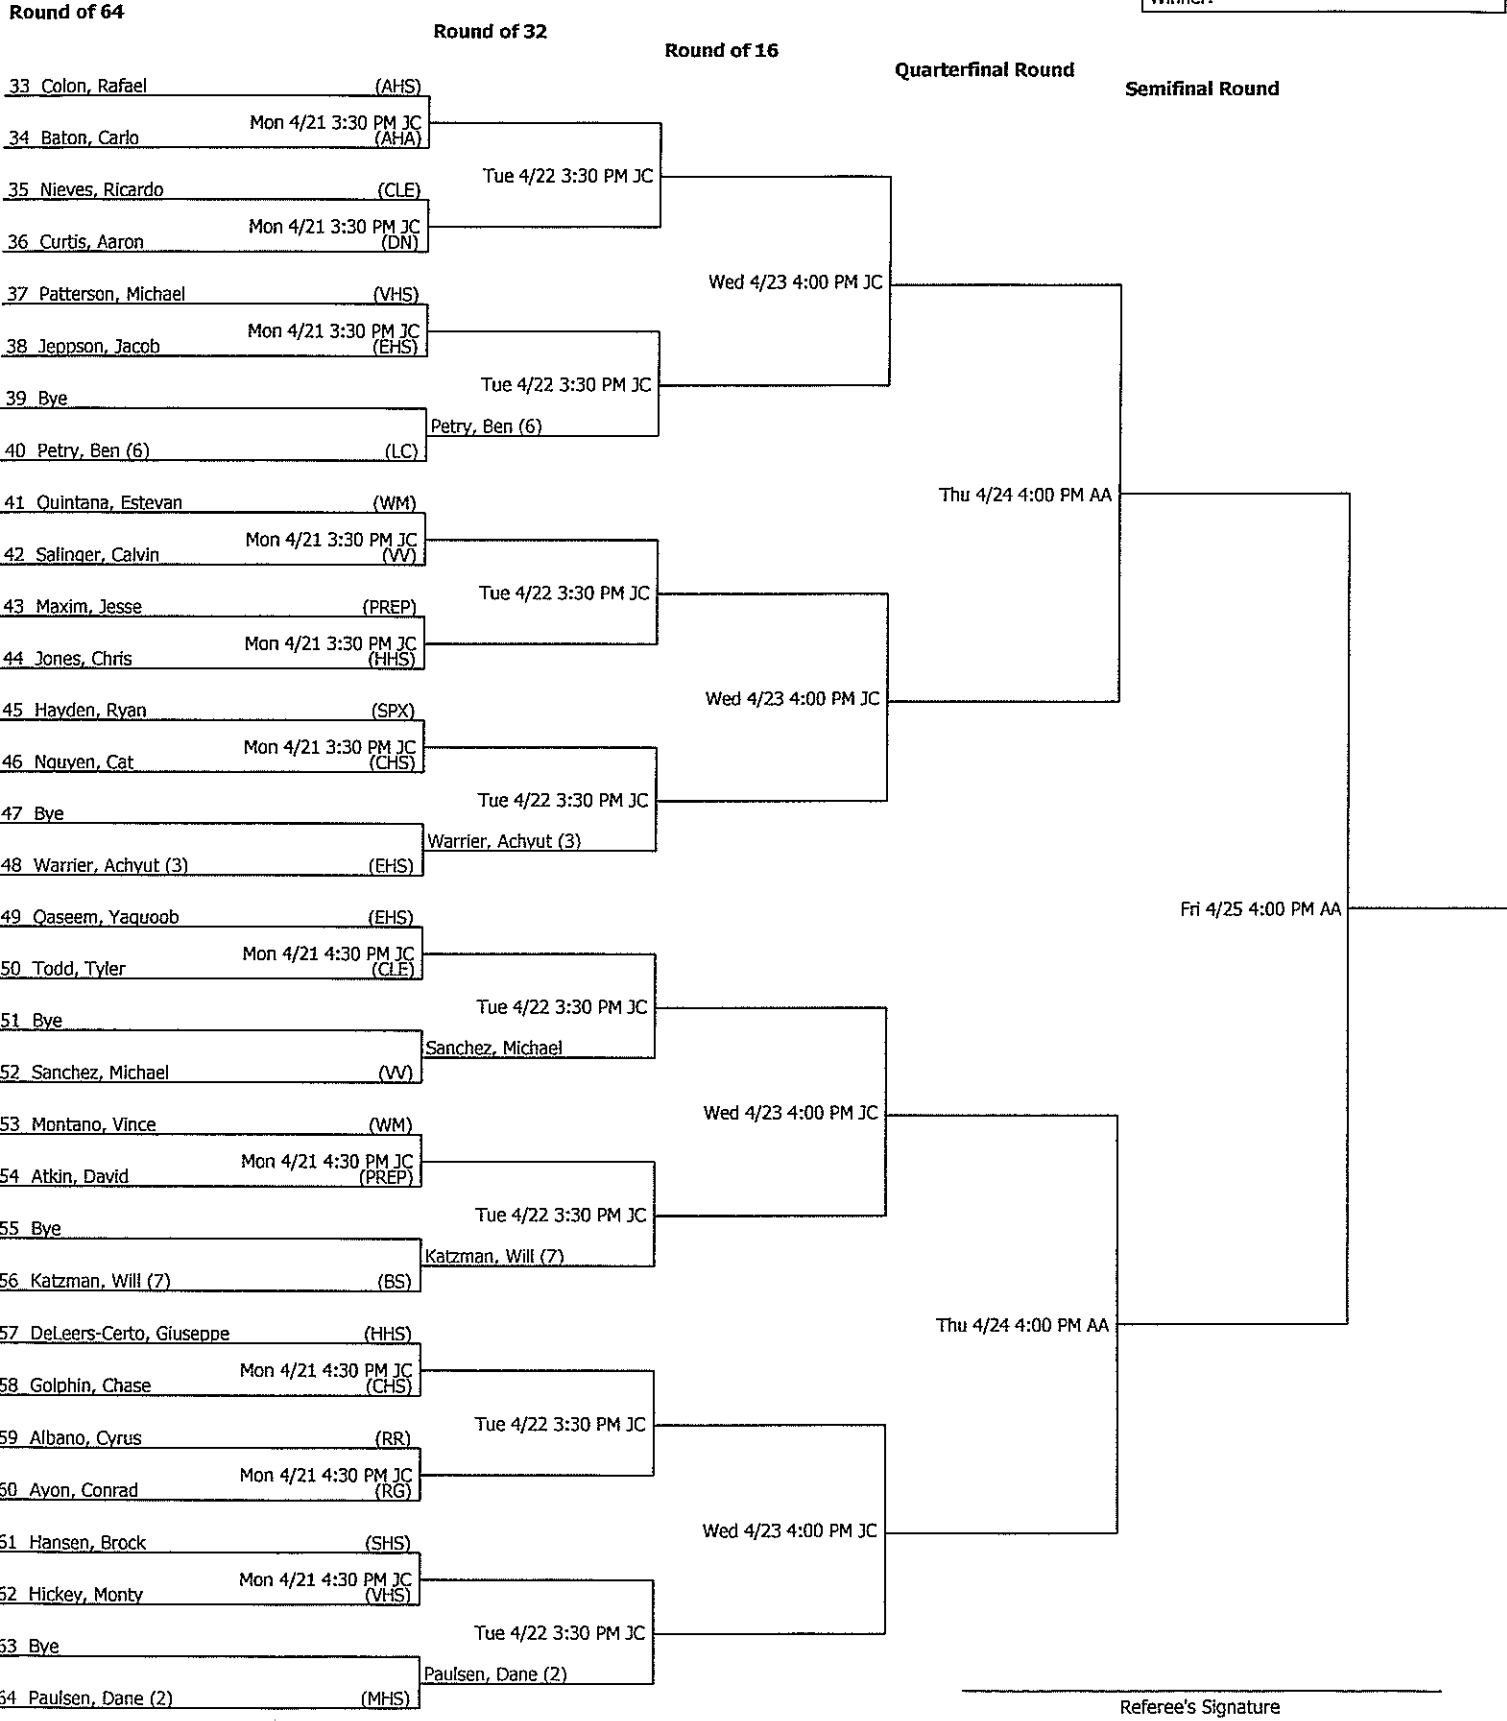 Winner:
Round of 64
Round of 32
Round of 16
Quarterfinal Round
Semifinal Round
33 Colon, Rafael (AHS)
Mon 4/21 3:30 PM JC
34 Baton, Carlo (AHA)
Tue 4/22 3:30 PM JC
35 Nieves, Ricardo (CLE)
Mon 4/21 3:30 PM JC
36 Curtis, Aaron (DN)
Wed 4/23 4:00 PM JC
37 Patterson, Michael (VHS)
Mon 4/21 3:30 PM JC
38 Jeppson, Jacob (EHS)
Tue 4/22 3:30 PM JC
39 Bye
Petry, Ben (6)
40 Petry, Ben (6) (LC)
Thu 4/24 4:00 PM AA
41 Quintana, Estevan (WM)
Mon 4/21 3:30 PM JC
42 Salinger, Calvin (VV)
Tue 4/22 3:30 PM JC
43 Maxim, Jesse (PREP)
Mon 4/21 3:30 PM JC
44 Jones, Chris (HHS)
Wed 4/23 4:00 PM JC
45 Hayden, Ryan (SPX)
Mon 4/21 3:30 PM JC
46 Nguyen, Cat (CHS)
Tue 4/22 3:30 PM JC
47 Bye
Warrier, Achyut (3)
48 Warrier, Achyut (3) (EHS)
Fri 4/25 4:00 PM AA
49 Qaseem, Yaquoob (EHS)
Mon 4/21 4:30 PM JC
50 Todd, Tyler (CLE)
Tue 4/22 3:30 PM JC
51 Bye
Sanchez, Michael
52 Sanchez, Michael (VV)
Wed 4/23 4:00 PM JC
53 Montano, Vince (WM)
Mon 4/21 4:30 PM JC
54 Atkin, David (PREP)
Tue 4/22 3:30 PM JC
55 Bye
Katzman, Will (7)
56 Katzman, Will (7) (BS)
Thu 4/24 4:00 PM AA
57 DeLeers-Certo, Giuseppe (HHS)
Mon 4/21 4:30 PM JC
58 Golphin, Chase (CHS)
Tue 4/22 3:30 PM JC
59 Albano, Cyrus (RR)
Mon 4/21 4:30 PM JC
60 Ayon, Conrad (RG)
Wed 4/23 4:00 PM JC
61 Hansen, Brock (SHS)
Mon 4/21 4:30 PM JC
62 Hickey, Monty (VHS)
Tue 4/22 3:30 PM JC
63 Bye
Paulsen, Dane (2)
64 Paulsen, Dane (2) (MHS)
Referee's Signature